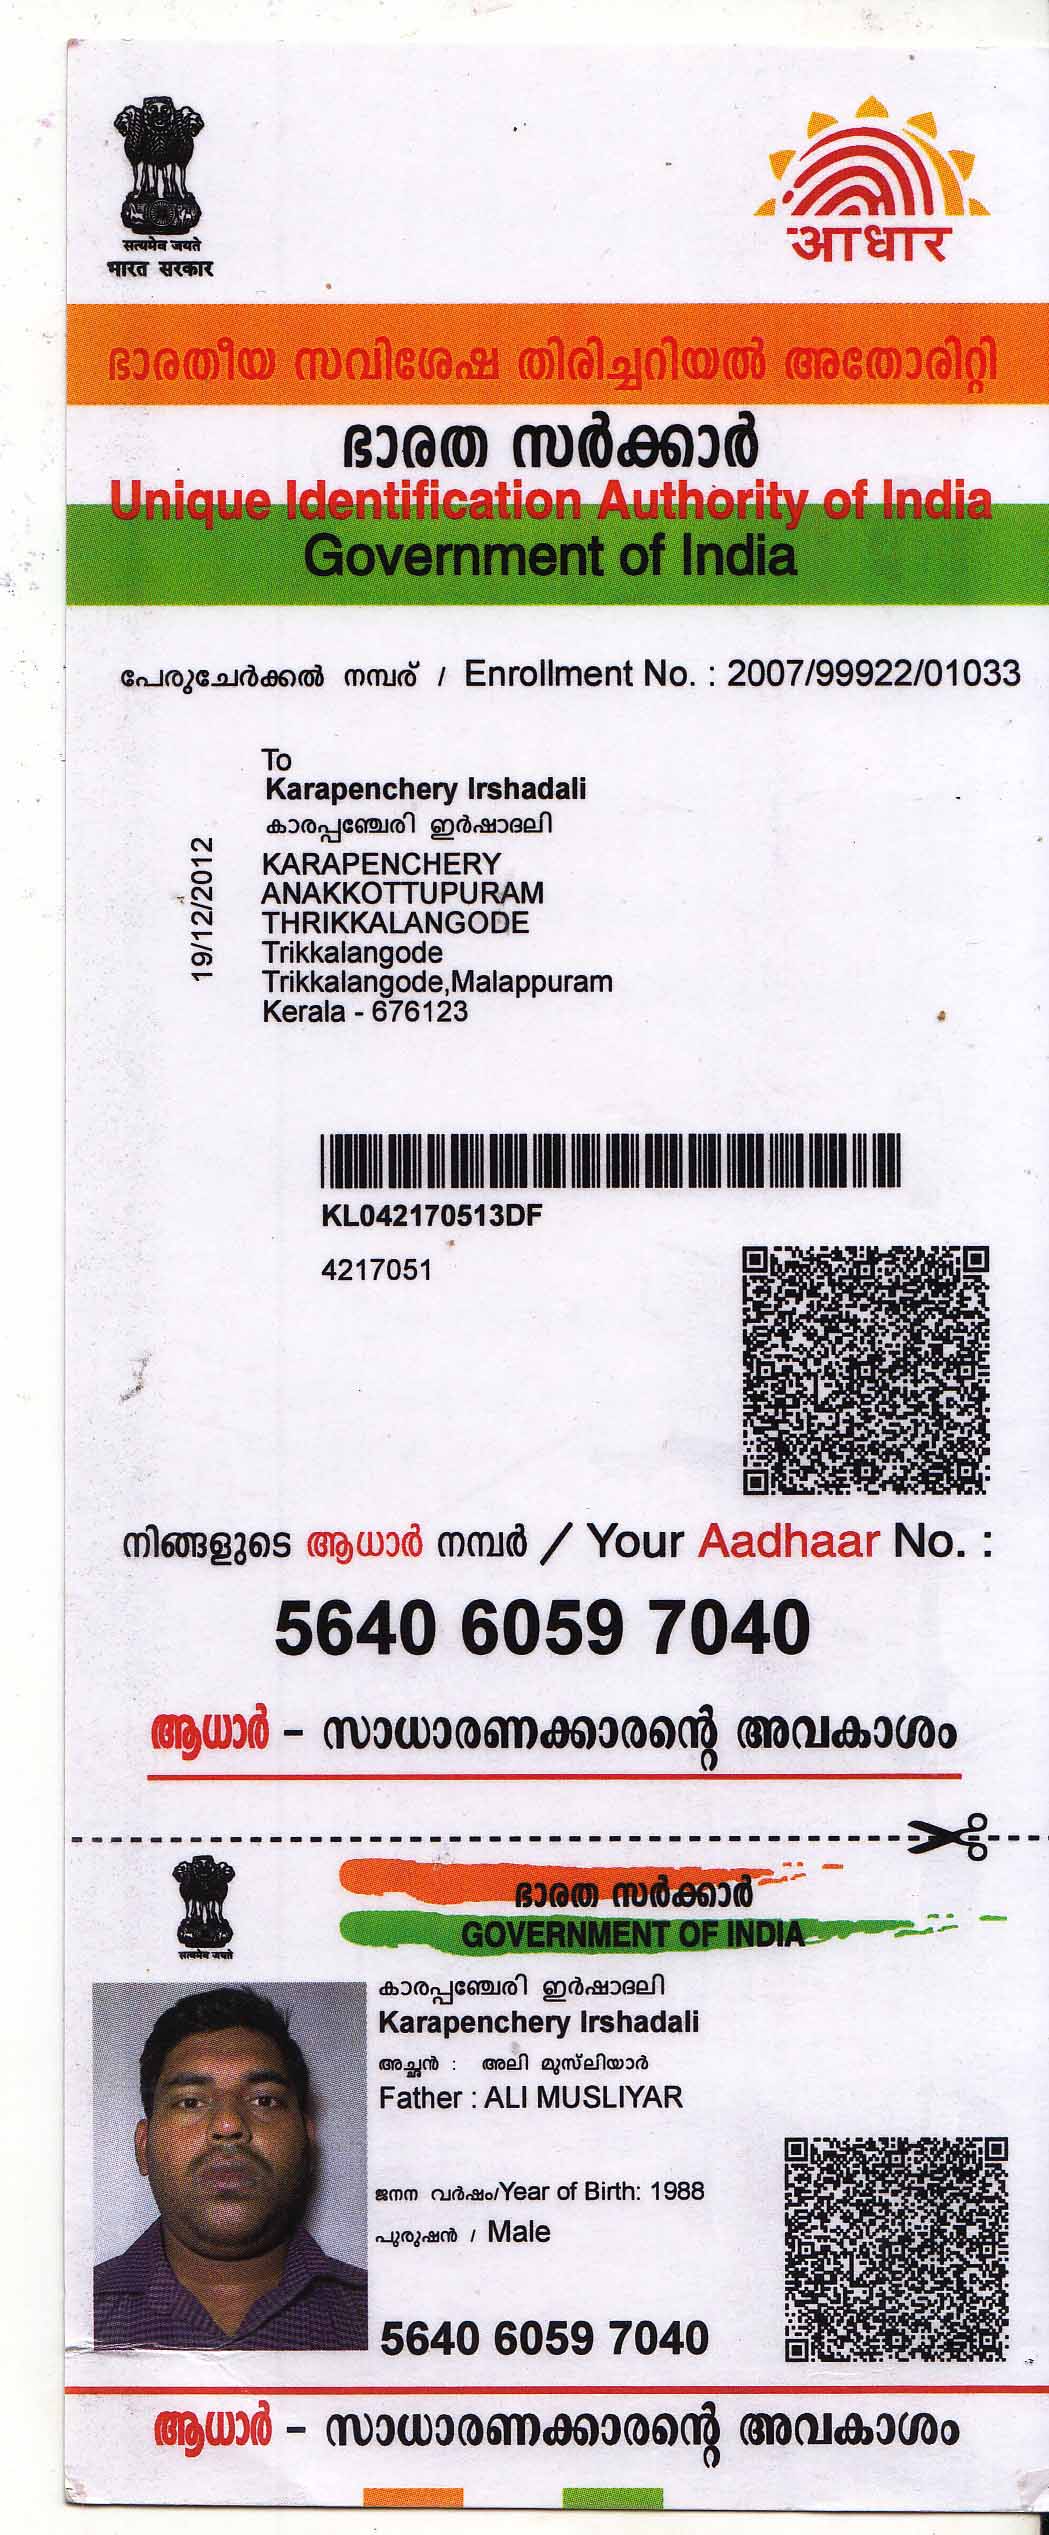 सत्यमेव जयते
भारत सरकार
आधार
ഭാരതീയ സവിശേഷ തിരിച്ചറിയൽ അതോരിറ്റി
ഭാരത സർക്കാർ
Unique Identification Authority of India
Government of India
പേരുചേർക്കൽ നമ്പര് / Enrollment No. : 2007/99922/01033
19/12/2012
To
Karapenchery Irshadali
കാരപ്പഞ്ചേരി ഇർഷാദലി
KARAPENCHERY
ANAKKOTTUPURAM
THRIKKALANGODE
Trikkalangode
Trikkalangode,Malappuram
Kerala - 676123
KL042170513DF
4217051
നിങ്ങളുടെ ആധാർ നമ്പർ / Your Aadhaar No. :
5640 6059 7040
ആധാർ - സാധാരണക്കാരന്റെ അവകാശം
सत्यमेव जयते
ഭാരത സർക്കാർ
GOVERNMENT OF INDIA
കാരപ്പഞ്ചേരി ഇർഷാദലി
Karapenchery Irshadali
അച്ഛൻ : അലി മുസ്ലിയാർ
Father : ALI MUSLIYAR
ജനന വർഷം/Year of Birth: 1988
പുരുഷൻ / Male
5640 6059 7040
ആധാർ - സാധാരണക്കാരന്റെ അവകാശം